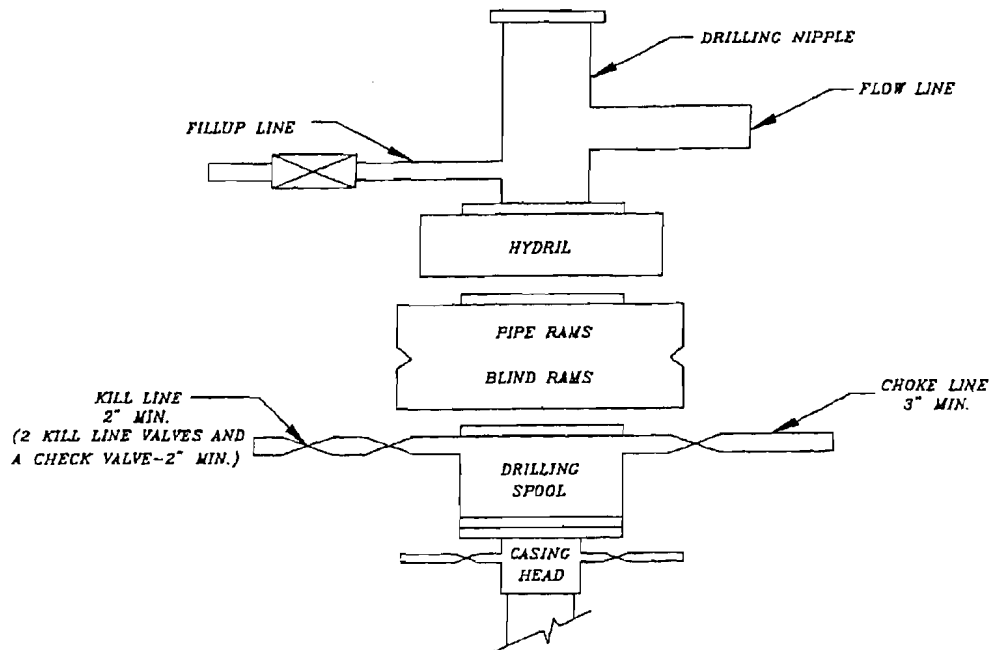 DRILLING NIPPLE
FLOW LINE
FILLUP LINE
HYDRIL
PIPE RAMS
BLIND RAMS
KILL LINE
2" MIN.
(2 KILL LINE VALVES AND
A CHECK VALVE-2" MIN.)
CHOKE LINE
3" MIN.
DRILLING
SPOOL
CASING
HEAD